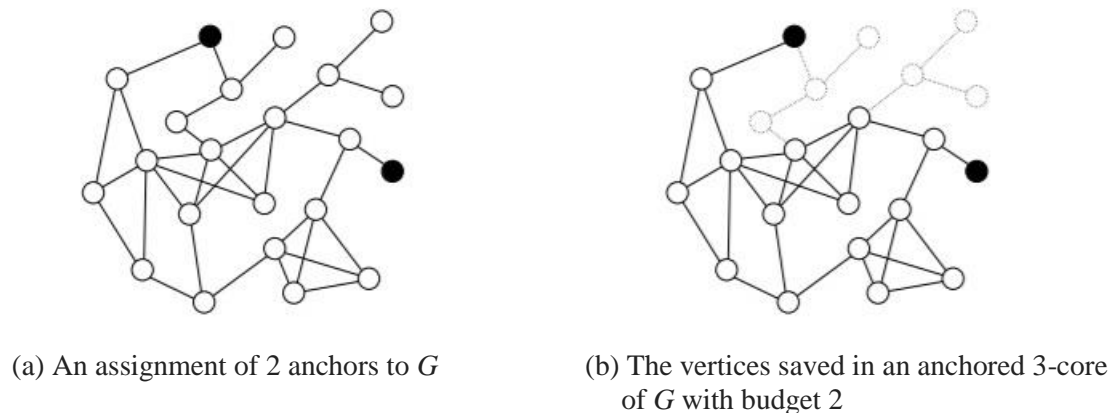 (a) An assignment of 2 anchors to G
(b) The vertices saved in an anchored 3-core
of G with budget 2